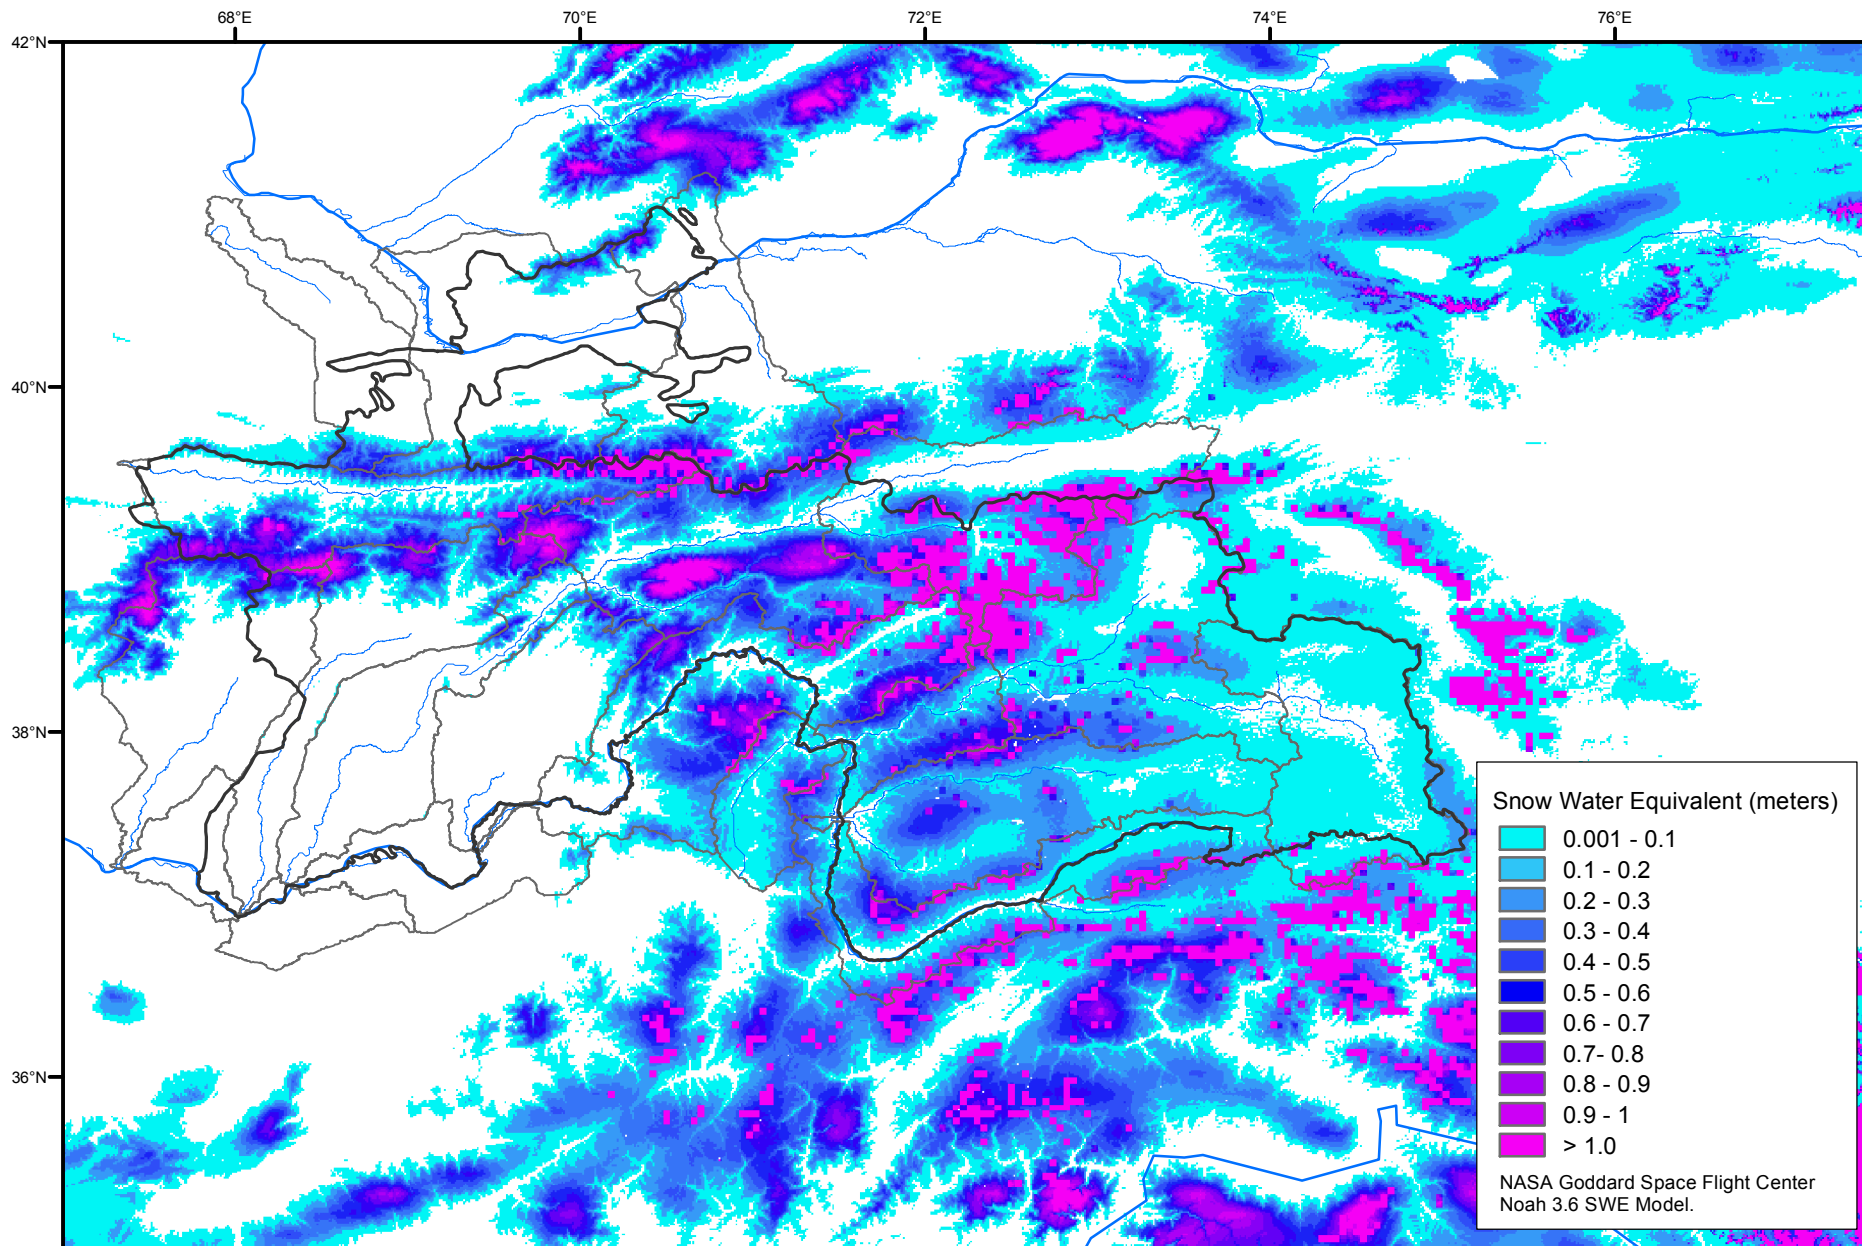 68°E 70°E 72°E 74°E 76°E
42°N
40°N
38°N
36°N
Snow Water Equivalent (meters)
0.001 - 0.1
0.1 - 0.2
0.2 - 0.3
0.3 - 0.4
0.4 - 0.5
0.5 - 0.6
0.6 - 0.7
0.7- 0.8
0.8 - 0.9
0.9 - 1
> 1.0
NASA Goddard Space Flight Center
Noah 3.6 SWE Model.